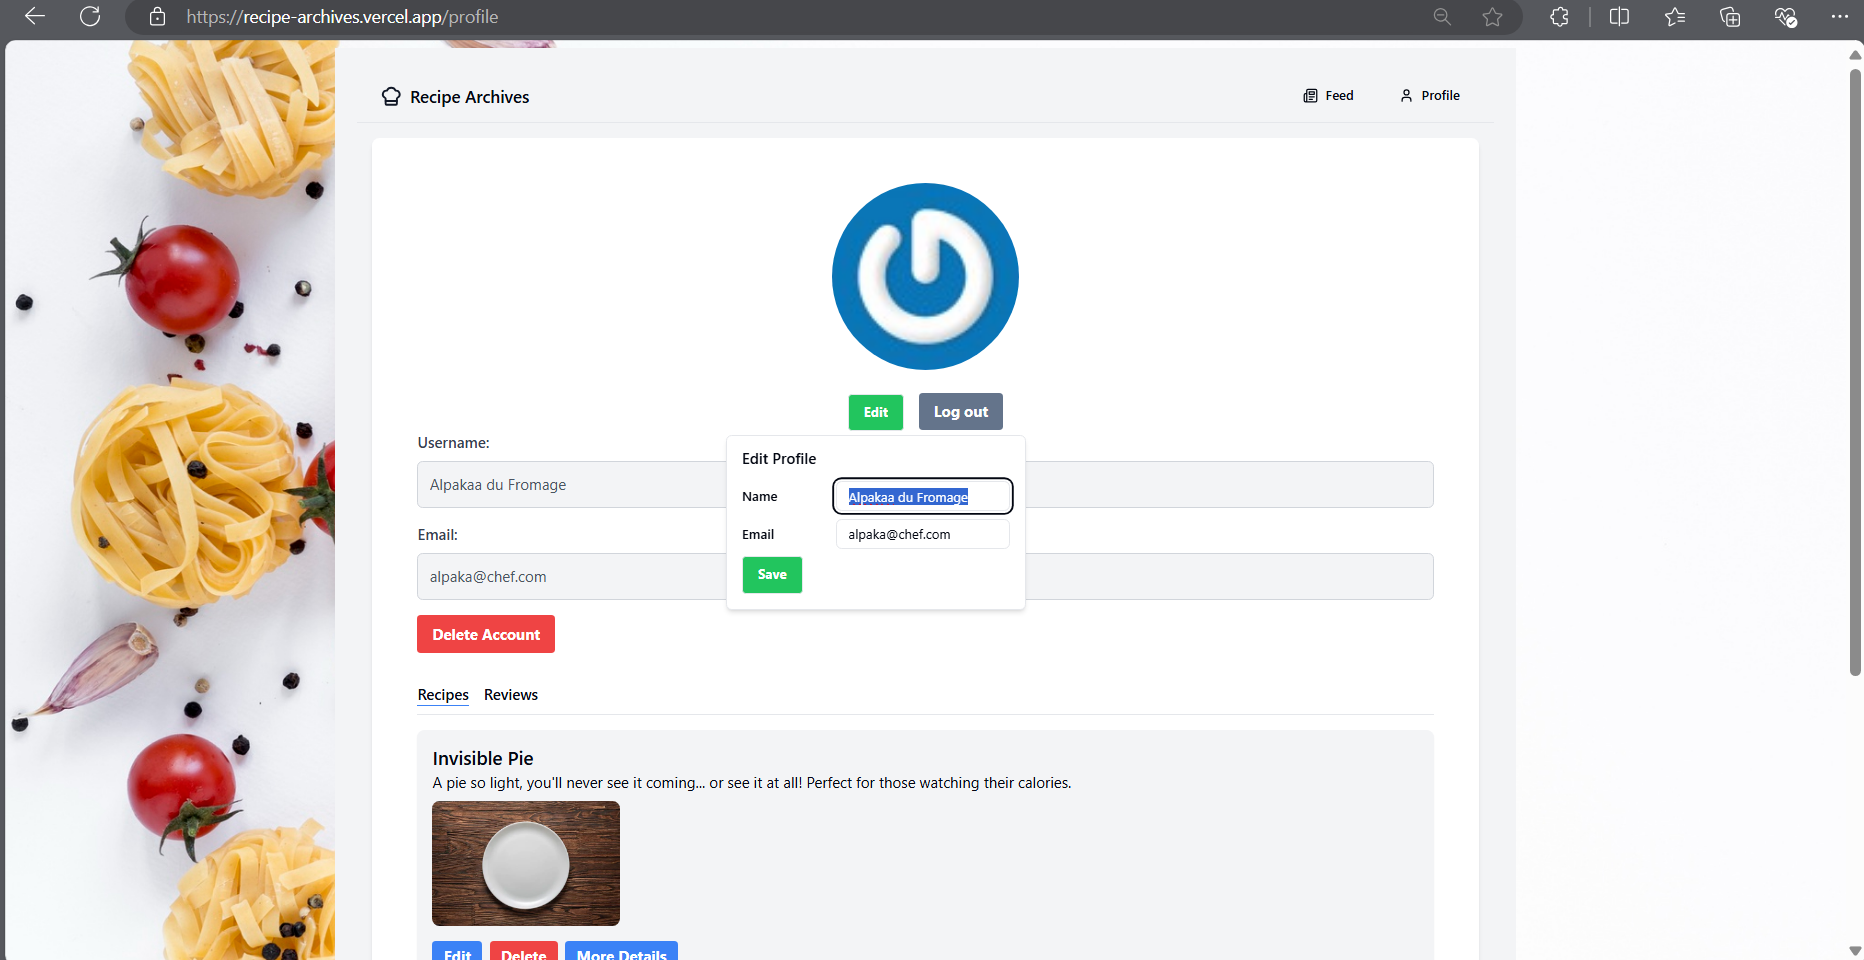 https://recipe-archives.vercel.app/profile
Recipe Archives
Feed
Profile
Edit
Log out
Username:
Alpakaa du Fromage
Email:
alpaka@chef.com
Edit Profile
Name
Alpakaa du Fromage
Email
alpaka@chef.com
Save
Delete Account
Recipes
Reviews
Invisible Pie
A pie so light, you'll never see it coming... or see it at all! Perfect for those watching their calories.
Edit
Delete
More Details